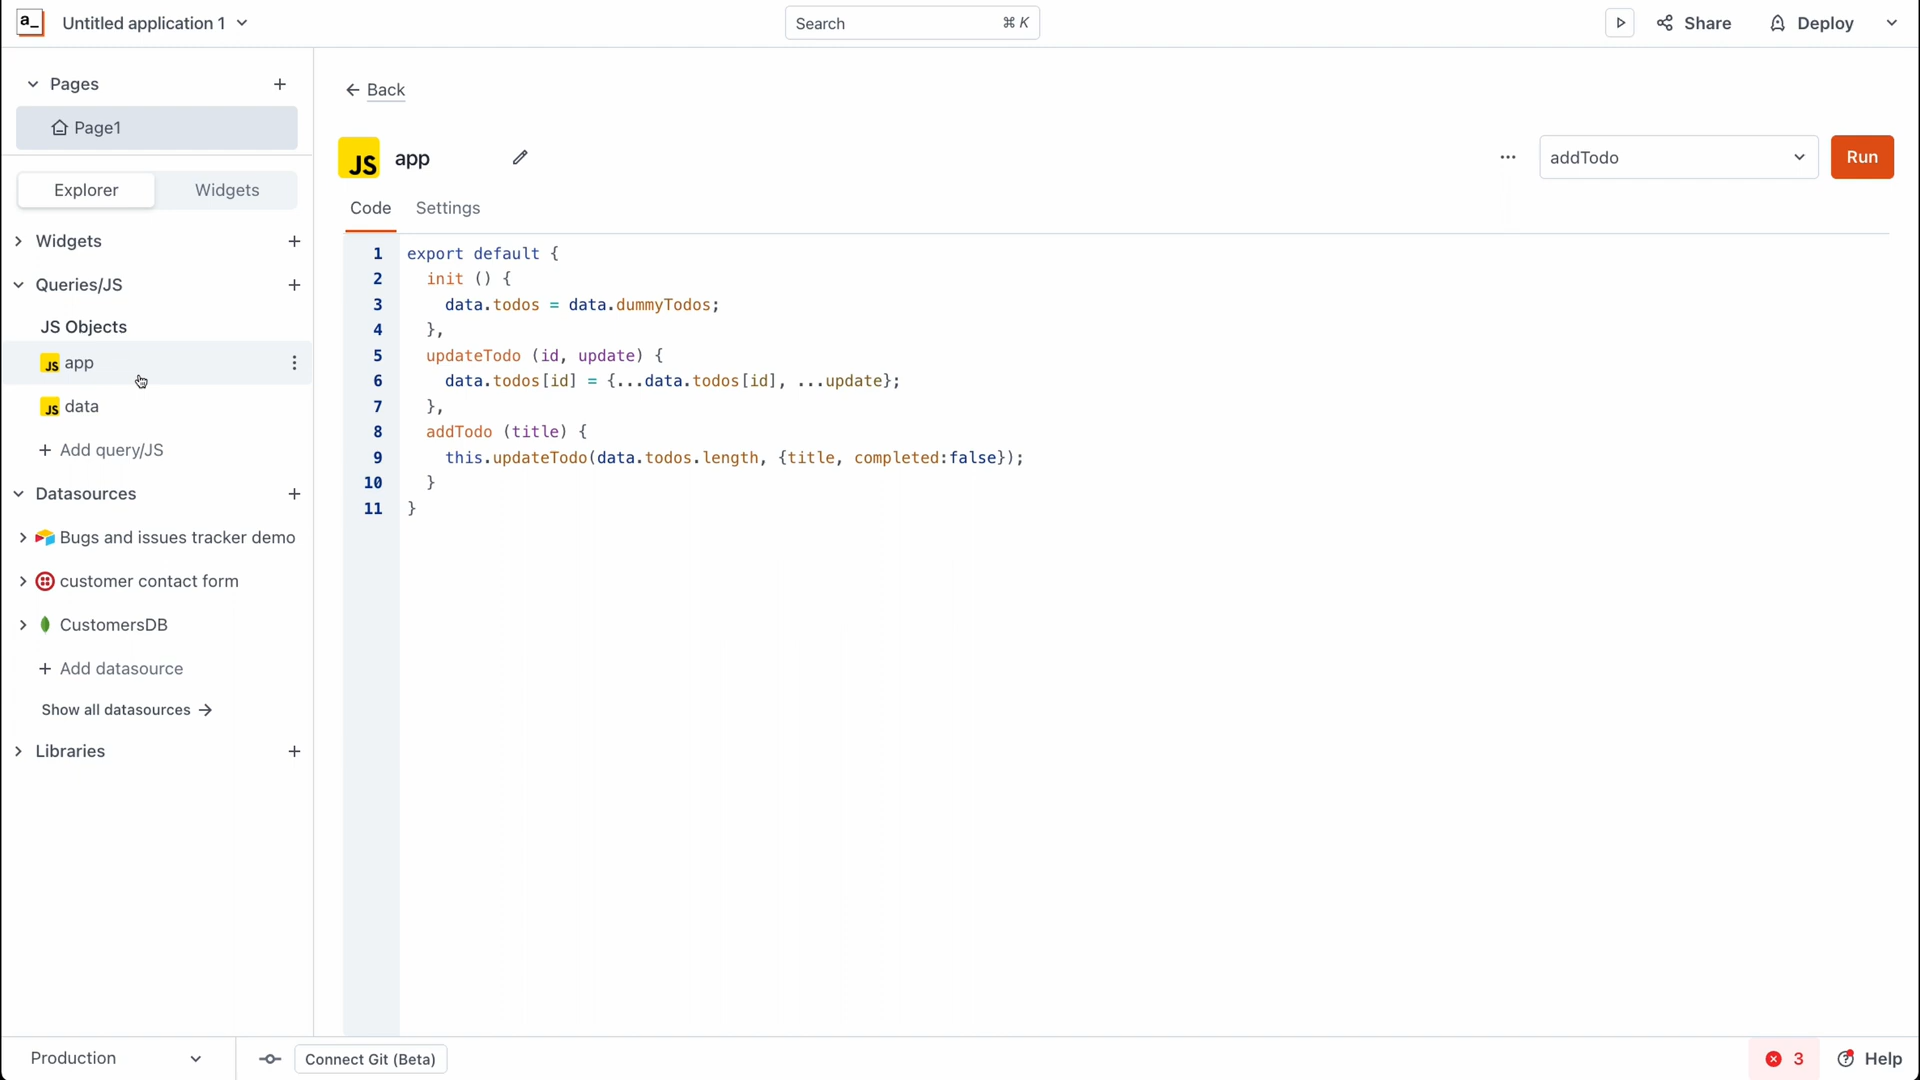 a_ Untitled application 1
Search ⌘ K
Share
Deploy
Pages
Page1
Explorer Widgets
Widgets
Queries/JS
JS Objects
JS app
JS data
+ Add query/JS
Datasources
Bugs and issues tracker demo
customer contact form
CustomersDB
+ Add datasource
Show all datasources →
Libraries
← Back
JS app
addTodo
Run
Code Settings
1 export default {
2 init () {
3 data.todos = data.dummyTodos;
4 },
5 updateTodo (id, update) {
6 data.todos[id] = {...data.todos[id], ...update};
7 },
8 addTodo (title) {
9 this.updateTodo(data.todos.length, {title, completed:false});
10 }
11 }
Production
Connect Git (Beta)
3
Help